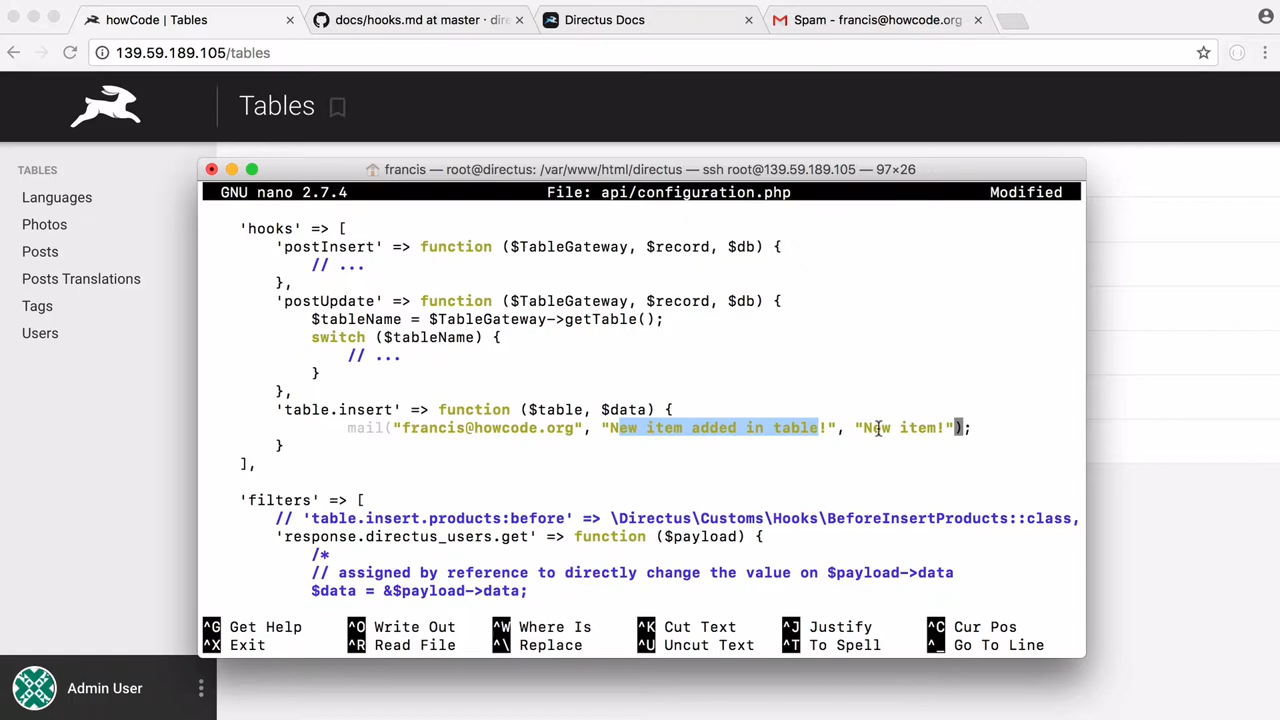 howCode | Tables
docs/hooks.md at master · dire
Directus Docs
Spam - francis@howcode.org -
139.59.189.105/tables
Tables
TABLES
Languages
Photos
Posts
Posts Translations
Tags
Users
Admin User
francis — root@directus: /var/www/html/directus — ssh root@139.59.189.105 — 97×26
GNU nano 2.7.4 File: api/configuration.php Modified
'hooks' => [
'postInsert' => function ($TableGateway, $record, $db) {
// ...
},
'postUpdate' => function ($TableGateway, $record, $db) {
$tableName = $TableGateway->getTable();
switch ($tableName) {
// ...
}
},
'table.insert' => function ($table, $data) {
mail("francis@howcode.org", "New item added in table!", "New item!");
}
],
'filters' => [
// 'table.insert.products:before' => \Directus\Customs\Hooks\BeforeInsertProducts::class,
'response.directus_users.get' => function ($payload) {
/*
// assigned by reference to directly change the value on $payload->data
$data = &$payload->data;
^G Get Help ^O Write Out ^W Where Is ^K Cut Text ^J Justify ^C Cur Pos
^X Exit ^R Read File ^\ Replace ^U Uncut Text ^T To Spell ^_ Go To Line